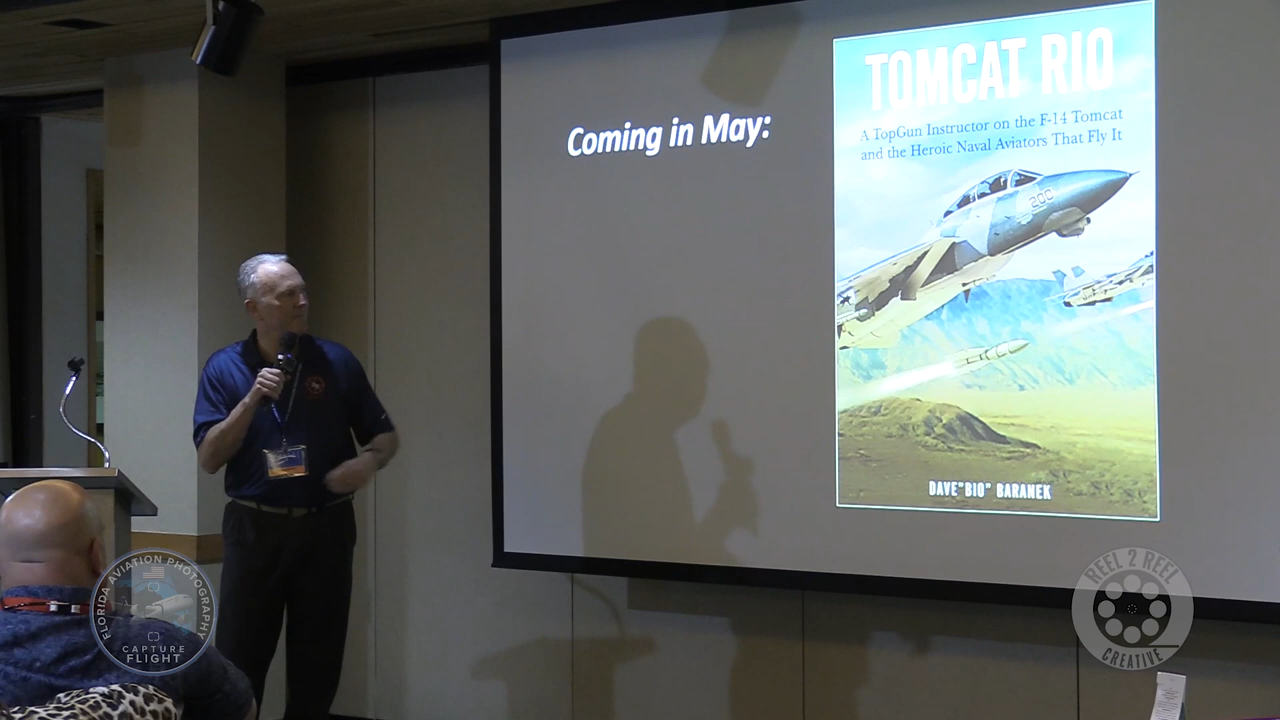 Coming in May:
TOMCAT RIO
A TopGun Instructor on the F-14 Tomcat
and the Heroic Naval Aviators That Fly It
200
DAVE "BIO" BARANEK
FLORIDA AVIATION PHOTOGRAPHY
CAPTURE
FLIGHT
REEL 2 REEL
CREATIVE